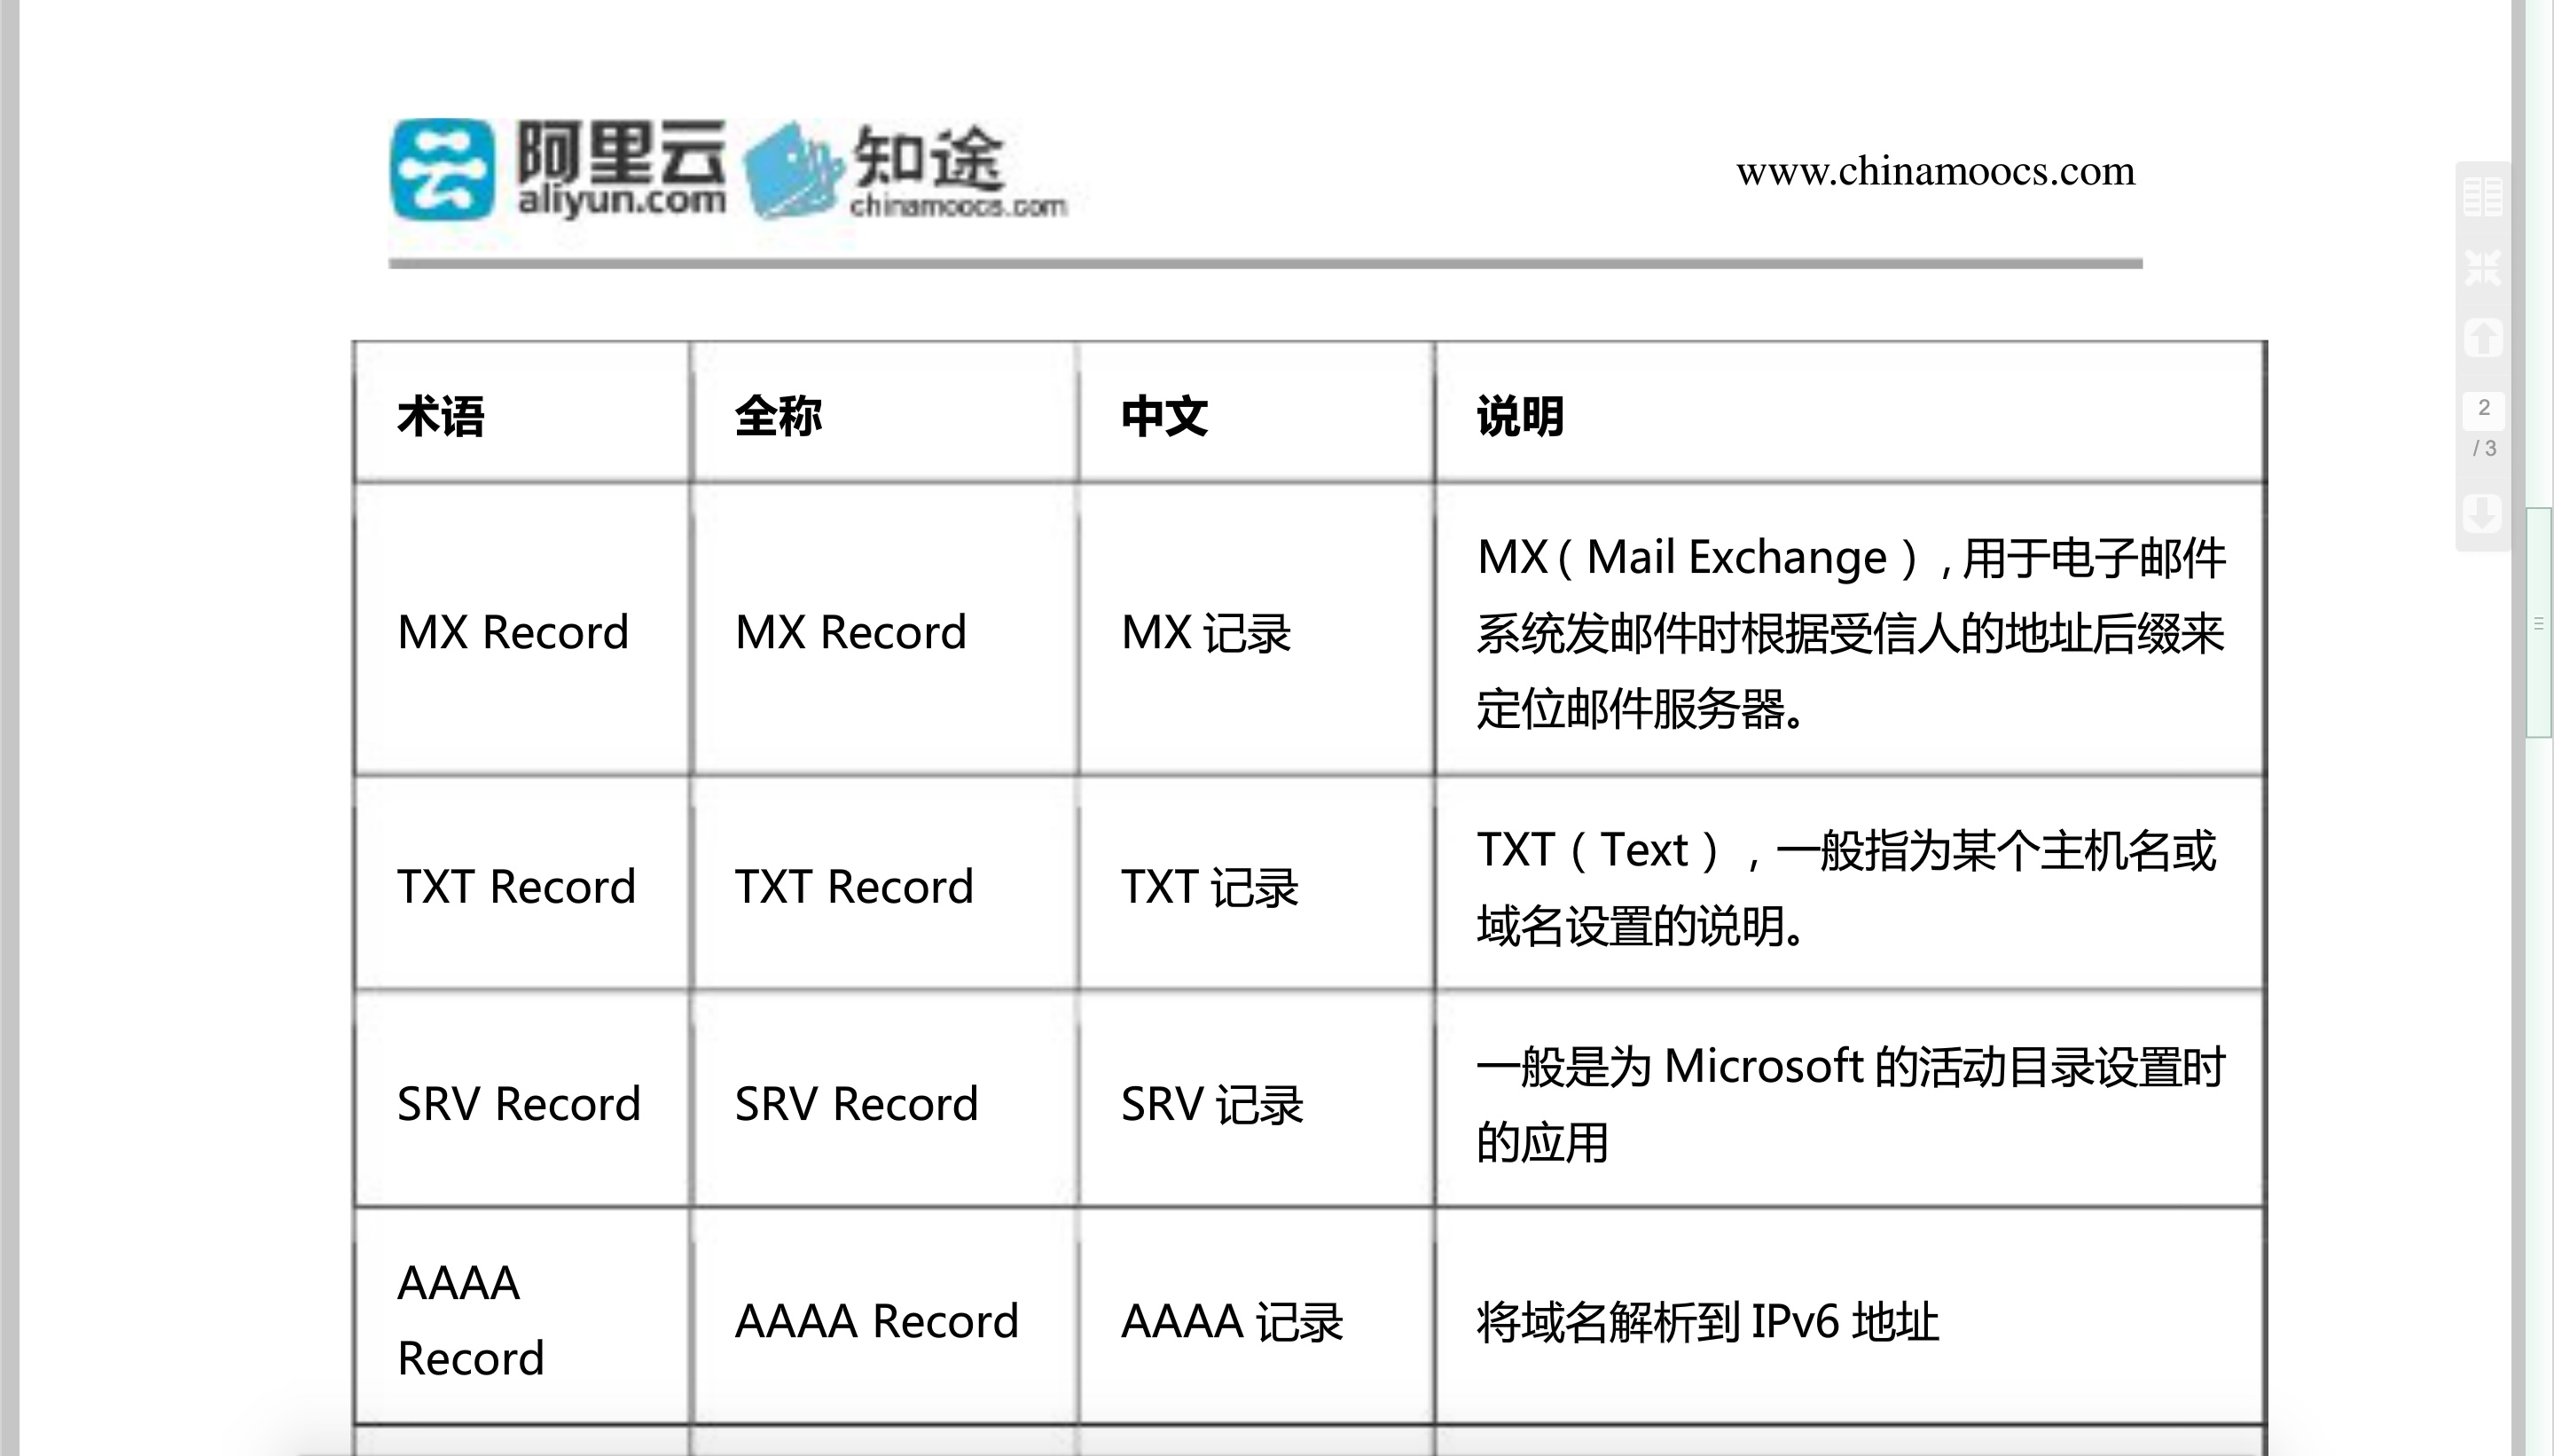 阿里云 知途 www.chinamoocs.com
aliyun.com chinamoocs.com
术语 全称 中文 说明
MX Record MX Record MX 记录 MX（Mail Exchange）,用于电子邮件
系统发邮件时根据受信人的地址后缀来
定位邮件服务器。
TXT Record TXT Record TXT 记录 TXT（Text），一般指为某个主机名或
域名设置的说明。
SRV Record SRV Record SRV 记录 一般是为 Microsoft 的活动目录设置时
的应用
AAAA
Record AAAA Record AAAA 记录 将域名解析到 IPv6 地址
2
/ 3